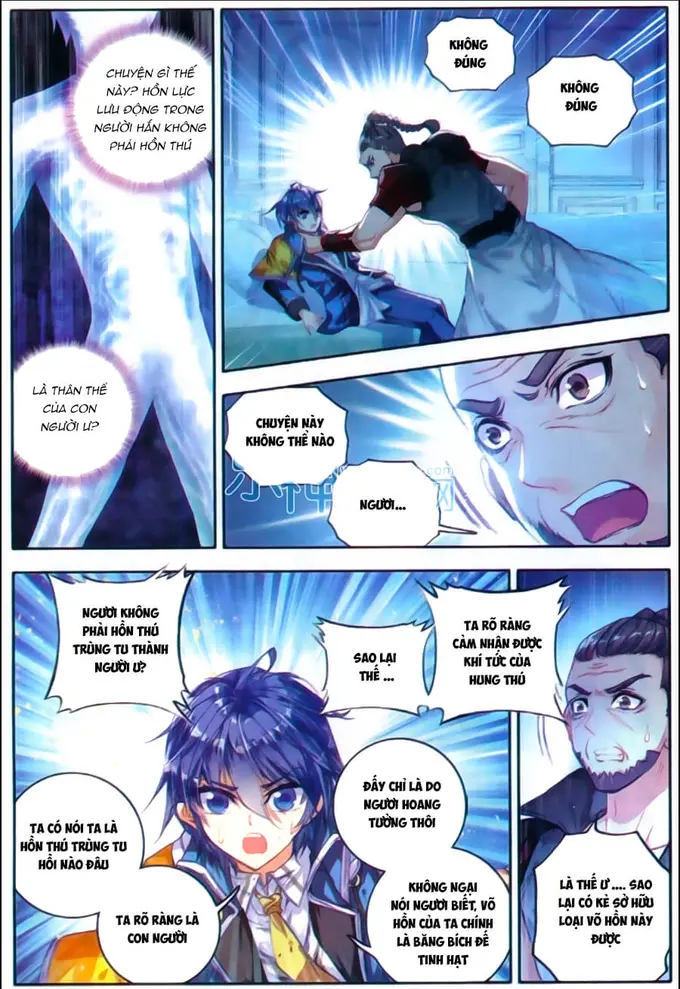 CHUYỆN GÌ THẾ
NÀY? HỒN LỰC
LƯU ĐỘNG TRONG
NGƯỜI HẮN KHÔNG
PHẢI HỒN THÚ
LÀ THÂN THỂ
CỦA CON
NGƯỜI Ư?
KHÔNG
ĐÚNG
KHÔNG
ĐÚNG
CHUYỆN NÀY
KHÔNG THỂ NÀO
NGƯƠI...
NGƯƠI KHÔNG
PHẢI HỒN THÚ
TRÙNG TU THÀNH
NGƯỜI Ư?
SAO LẠI
THẾ ...
TA RÕ RÀNG
CẢM NHẬN ĐƯỢC
KHÍ TỨC CỦA
HUNG THÚ
TA CÓ NÓI TA LÀ
HỒN THÚ TRÙNG TU
HỒI NÀO ĐÂU
TA RÕ RÀNG LÀ
CON NGƯỜI
ĐẤY CHỈ LÀ DO
NGƯƠI HOANG
TƯỞNG THÔI
KHÔNG NGẠI
NÓI NGƯƠI BIẾT, VÕ
HỒN CỦA TA CHÍNH
LÀ BĂNG BÍCH ĐẾ
TINH HẠT
LÀ THẾ Ư .... SAO
LẠI CÓ KẺ SỞ HỮU
LOẠI VÕ HỒN NÀY
ĐƯỢC